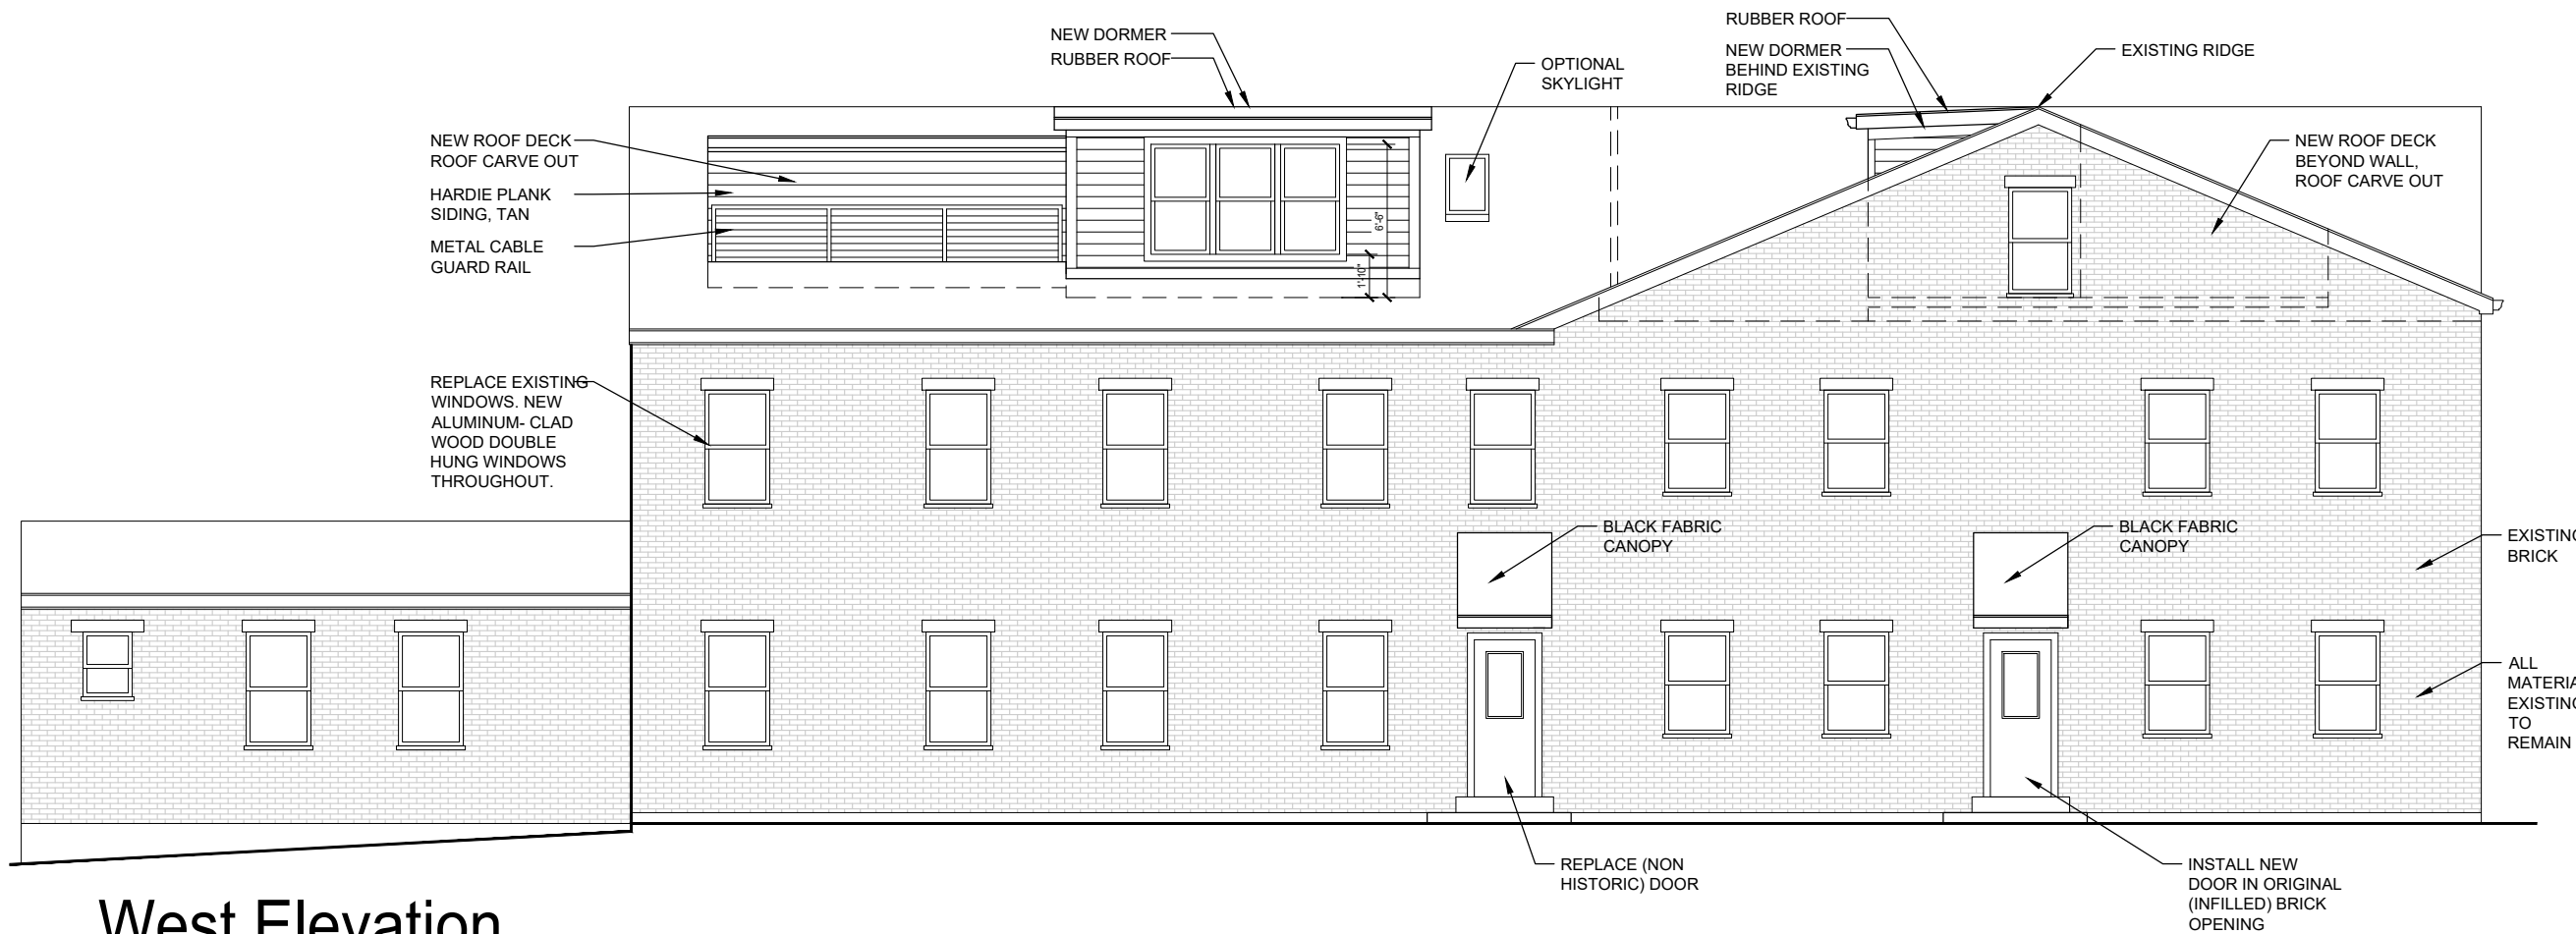 NEW DORMER
RUBBER ROOF
OPTIONAL
SKYLIGHT
RUBBER ROOF
NEW DORMER
BEHIND EXISTING
RIDGE
EXISTING RIDGE
NEW ROOF DECK
ROOF CARVE OUT
HARDIE PLANK
SIDING, TAN
METAL CABLE
GUARD RAIL
6'-6"
1'-10"
NEW ROOF DECK
BEYOND WALL,
ROOF CARVE OUT
REPLACE EXISTING
WINDOWS. NEW
ALUMINUM- CLAD
WOOD DOUBLE
HUNG WINDOWS
THROUGHOUT.
BLACK FABRIC
CANOPY
BLACK FABRIC
CANOPY
EXISTING
BRICK
ALL
MATERIA
EXISTING
TO
REMAIN
REPLACE (NON
HISTORIC) DOOR
INSTALL NEW
DOOR IN ORIGINAL
(INFILLED) BRICK
OPENING
West Elevation